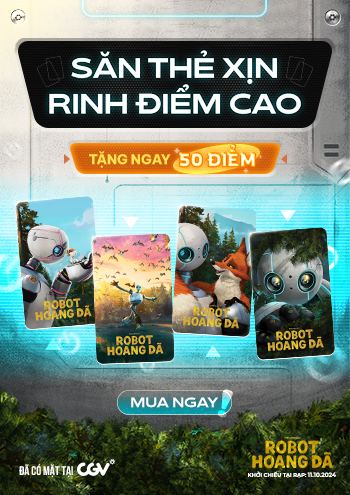 SĂN THẺ XỊN
RINH ĐIỂM CAO
TẶNG NGAY 50 ĐIỂM
ROBOT
HOANG DÃ
ROBOT
HOANG DÃ
ROBOT
HOANG DÃ
ROBOT
HOANG DÃ
MUA NGAY
ĐÃ CÓ MẶT TẠI CGV
ROBOT
HOANG DÃ
KHỞI CHIẾU TẠI RẠP: 11.10.2024